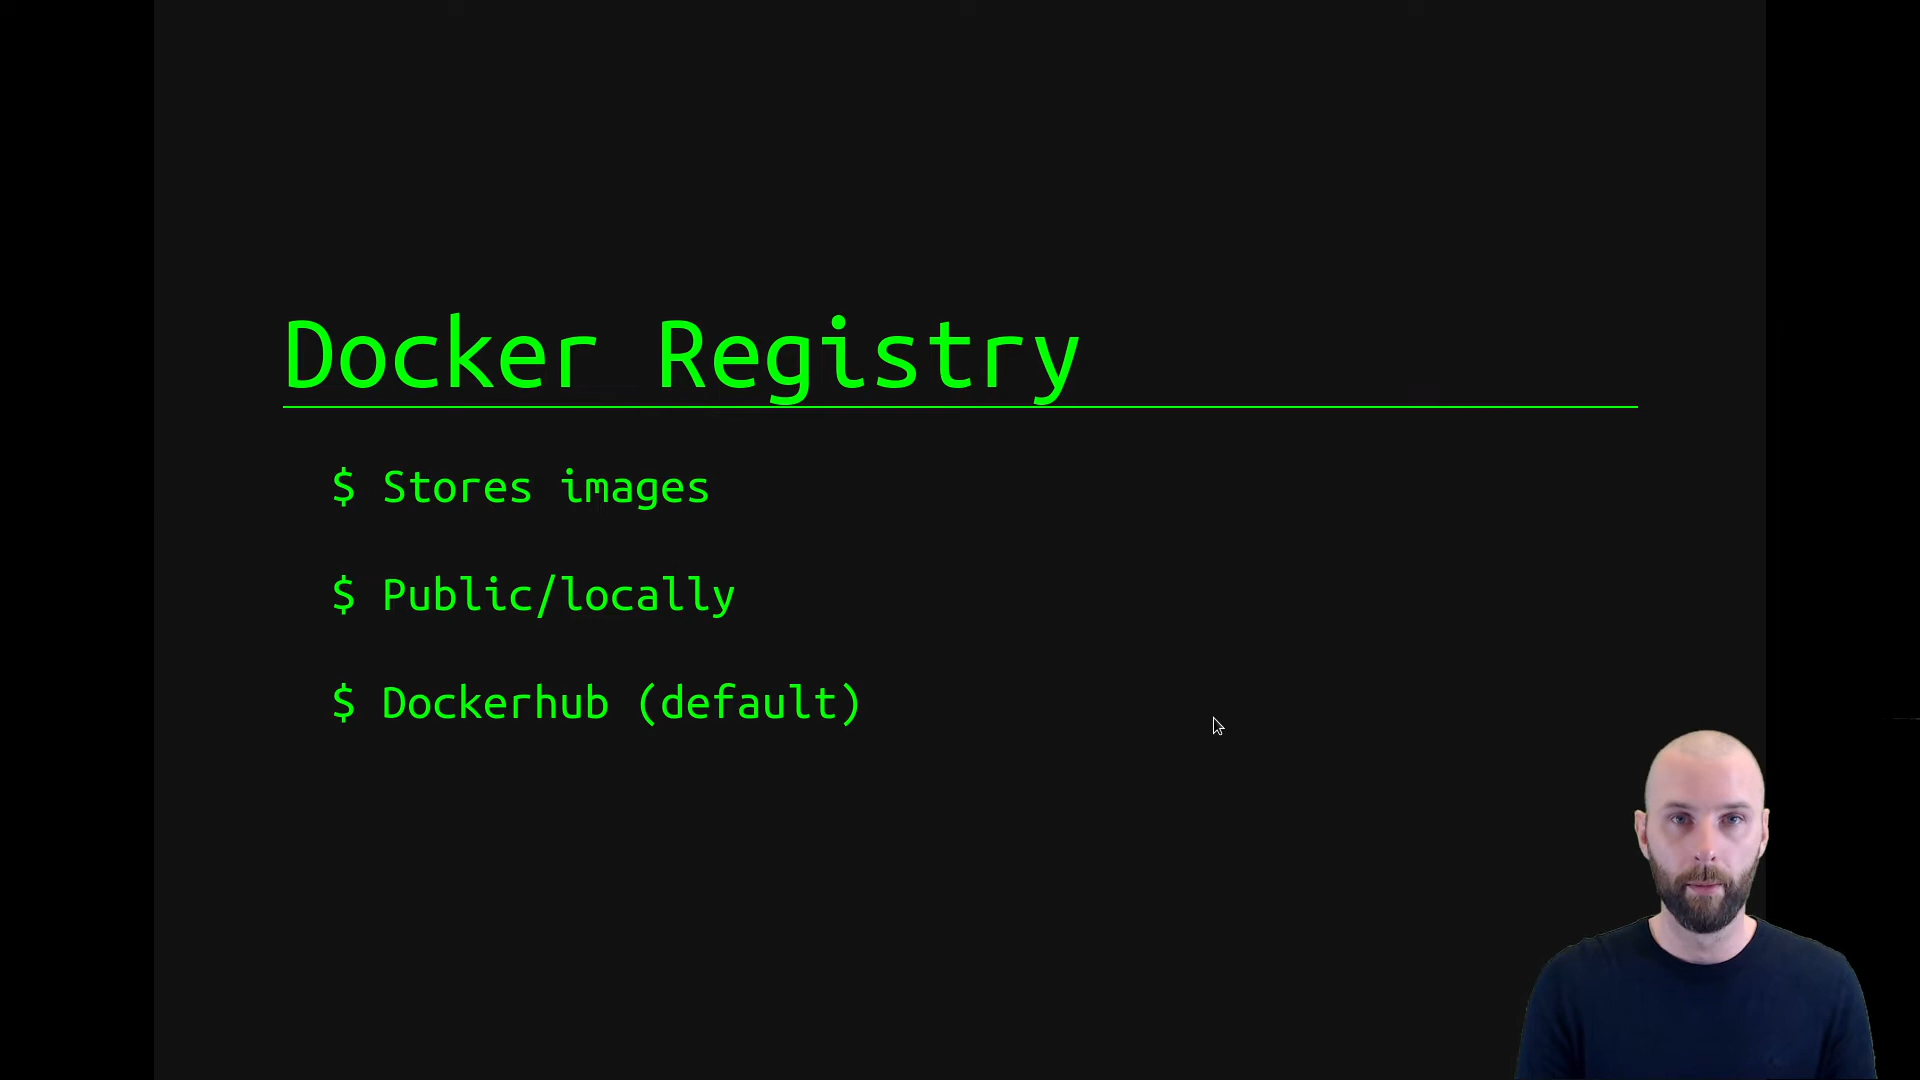 Docker Registry
$ Stores images
$ Public/locally
$ Dockerhub (default)